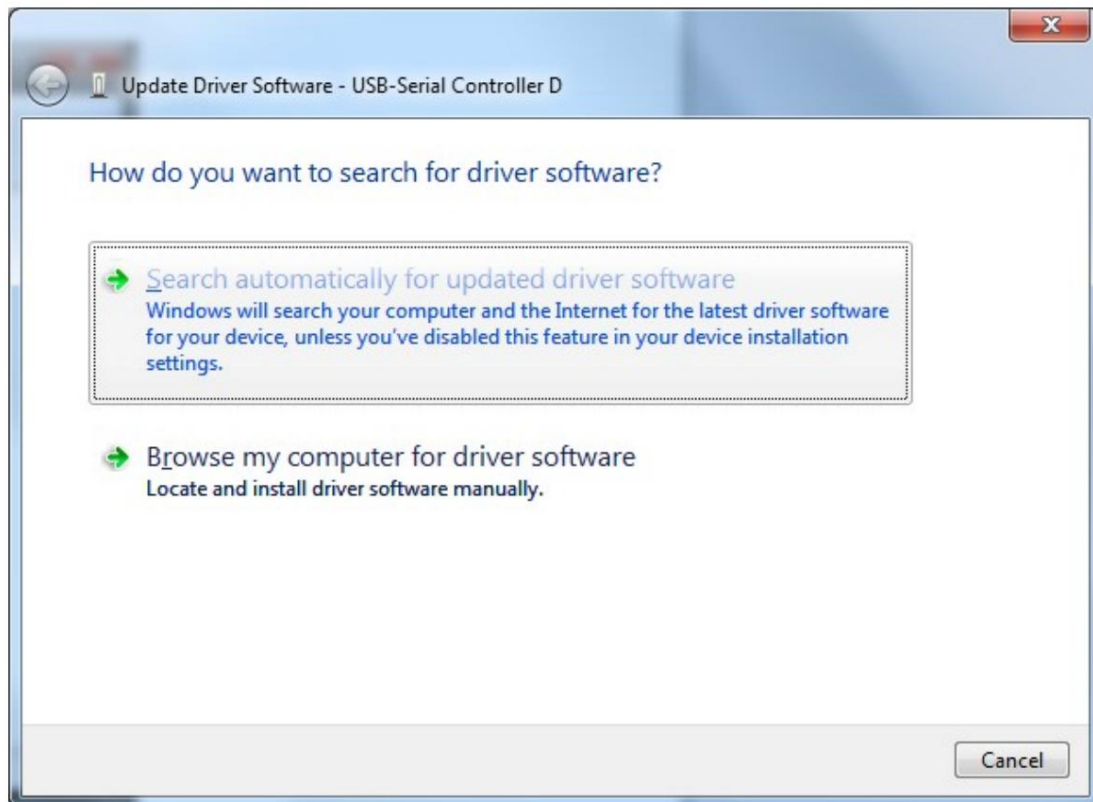 Update Driver Software - USB-Serial Controller D
How do you want to search for driver software?
Search automatically for updated driver software
Windows will search your computer and the Internet for the latest driver software
for your device, unless you've disabled this feature in your device installation
settings.
Browse my computer for driver software
Locate and install driver software manually.
Cancel